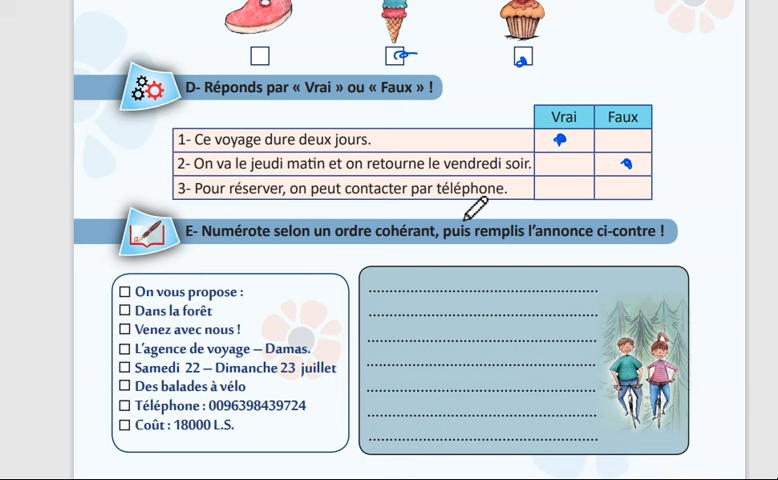 D- Réponds par « Vrai » ou « Faux » !
Vrai Faux
1- Ce voyage dure deux jours.
2- On va le jeudi matin et on retourne le vendredi soir.
3- Pour réserver, on peut contacter par téléphone.
E- Numérote selon un ordre cohérant, puis remplis l'annonce ci-contre !
On vous propose :
Dans la forêt
Venez avec nous !
L'agence de voyage – Damas.
Samedi 22 – Dimanche 23 juillet
Des balades à vélo
Téléphone : 0096398439724
Coût : 18000 L.S.